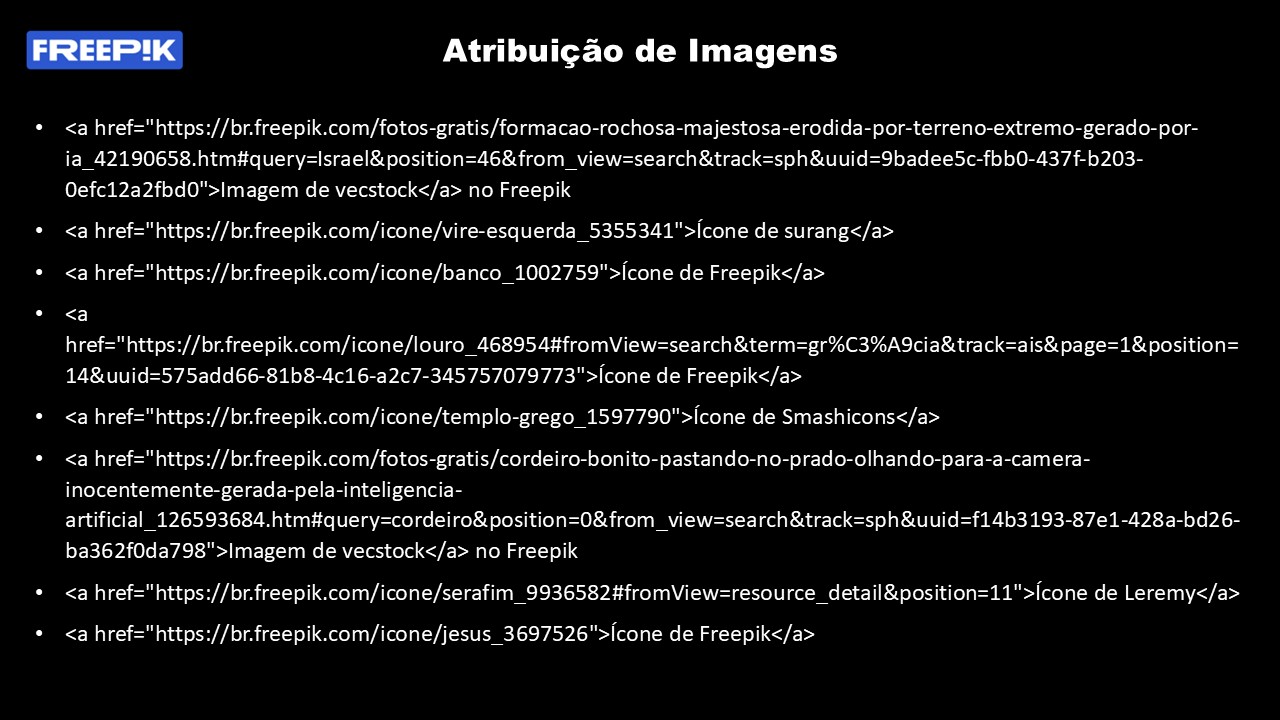 FREEP!K
Atribuição de Imagens
• <a href="https://br.freepik.com/fotos-gratis/formacao-rochosa-majestosa-erodida-por-terreno-extremo-gerado-por-
ia_42190658.htm#query=Israel&position=46&from_view=search&track=sph&uuid=9badee5c-fbb0-437f-b203-
0efc12a2fbd0">Imagem de vecstock</a> no Freepik
• <a href="https://br.freepik.com/icone/vire-esquerda_5355341">Ícone de surang</a>
• <a href="https://br.freepik.com/icone/banco_1002759">Ícone de Freepik</a>
• <a
href="https://br.freepik.com/icone/louro_468954#fromView=search&term=gr%C3%A9cia&track=ais&page=1&position=
14&uuid=575add66-81b8-4c16-a2c7-345757079773">Ícone de Freepik</a>
• <a href="https://br.freepik.com/icone/templo-grego_1597790">Ícone de Smashicons</a>
• <a href="https://br.freepik.com/fotos-gratis/cordeiro-bonito-pastando-no-prado-olhando-para-a-camera-
inocentemente-gerada-pela-inteligencia-
artificial_126593684.htm#query=cordeiro&position=0&from_view=search&track=sph&uuid=f14b3193-87e1-428a-bd26-
ba362f0da798">Imagem de vecstock</a> no Freepik
• <a href="https://br.freepik.com/icone/serafim_9936582#fromView=resource_detail&position=11">Ícone de Leremy</a>
• <a href="https://br.freepik.com/icone/jesus_3697526">Ícone de Freepik</a>